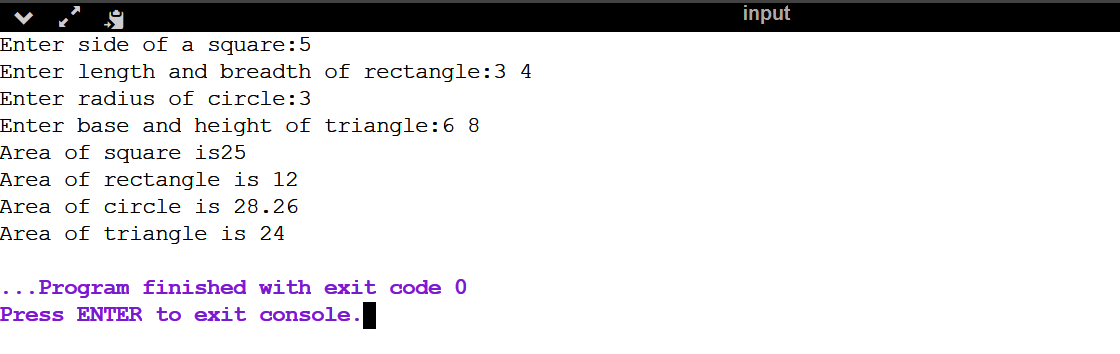 input
Enter side of a square:5
Enter length and breadth of rectangle:3 4
Enter radius of circle:3
Enter base and height of triangle:6 8
Area of square is25
Area of rectangle is 12
Area of circle is 28.26
Area of triangle is 24
...Program finished with exit code 0
Press ENTER to exit console.